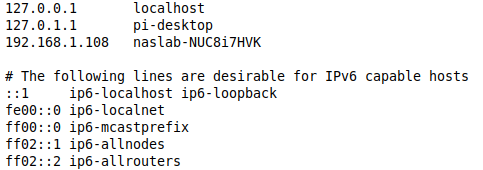 127.0.0.1       localhost
127.0.1.1       pi-desktop
192.168.1.108   naslab-NUC8i7HVK

# The following lines are desirable for IPv6 capable hosts
::1     ip6-localhost ip6-loopback
fe00::0 ip6-localnet
ff00::0 ip6-mcastprefix
ff02::1 ip6-allnodes
ff02::2 ip6-allrouters